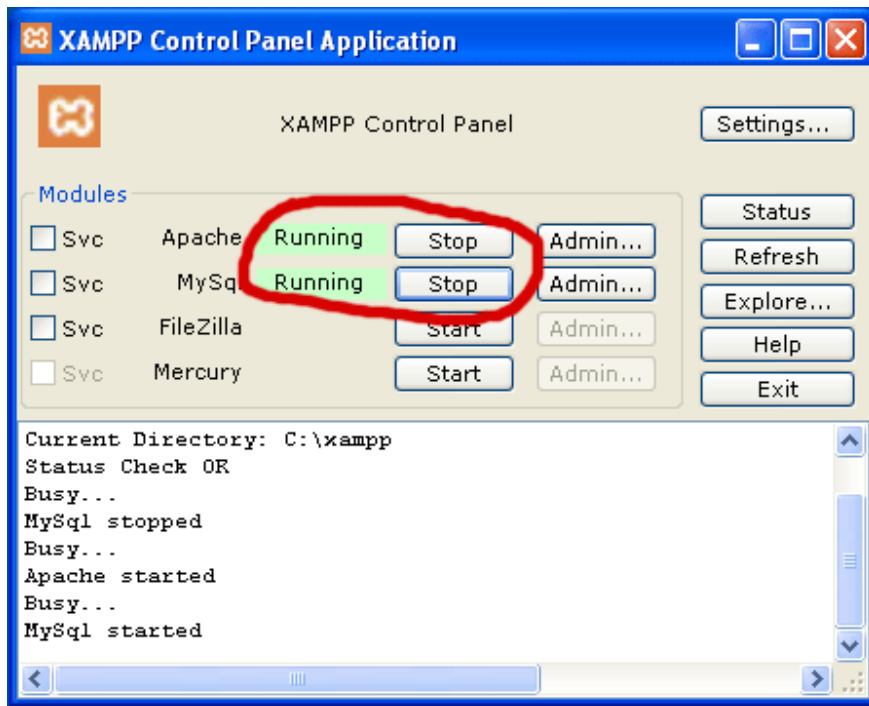 XAMPP Control Panel Application
XAMPP Control Panel Settings...
Modules
Status
Svc Apache Running Stop Admin...
Refresh
Svc MySql Running Stop Admin...
Explore...
Svc FileZilla Start Admin...
Help
Svc Mercury Start Admin...
Exit
Current Directory: C:\xampp
Status Check OK
Busy...
MySql stopped
Busy...
Apache started
Busy...
MySql started